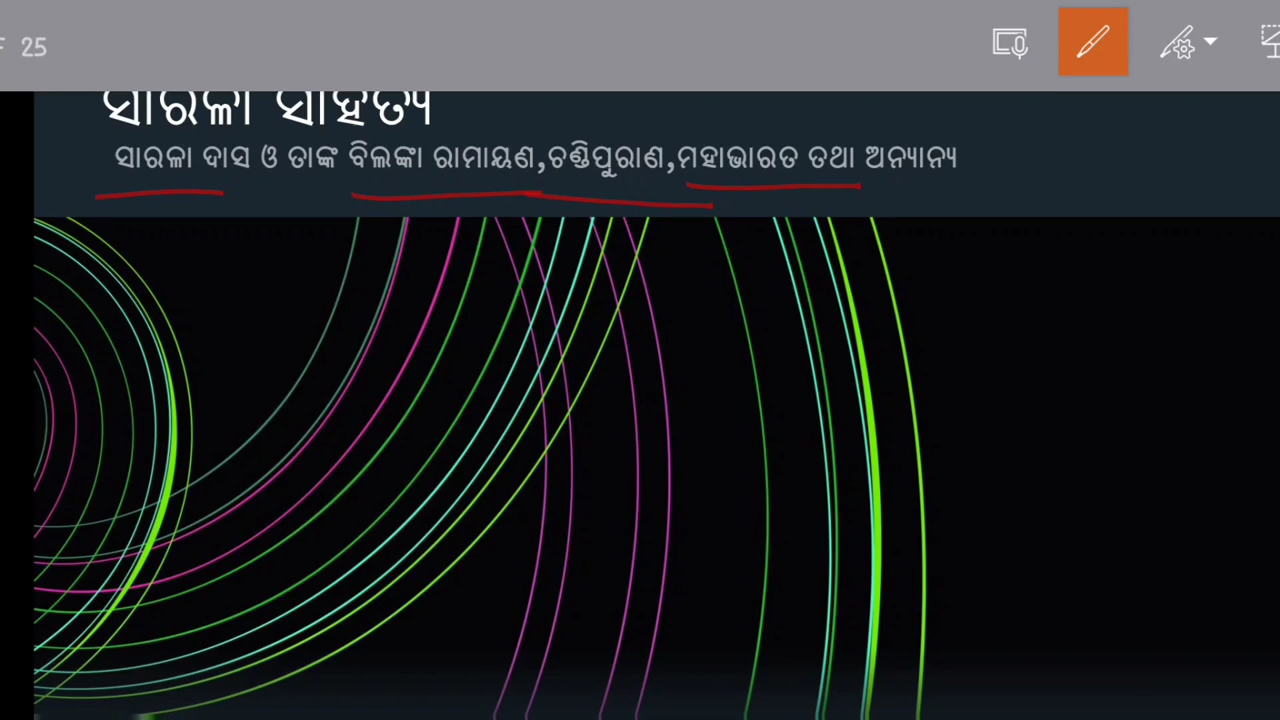 25
ସାରଳା ସାହିତ୍ୟ
ସାରଳା ଦାସ ଓ ତାଙ୍କ ବିଲଙ୍କା ରାମାୟଣ,ଚଣ୍ଡିପୁରାଣ,ମହାଭାରତ ତଥା ଅନ୍ୟାନ୍ୟ